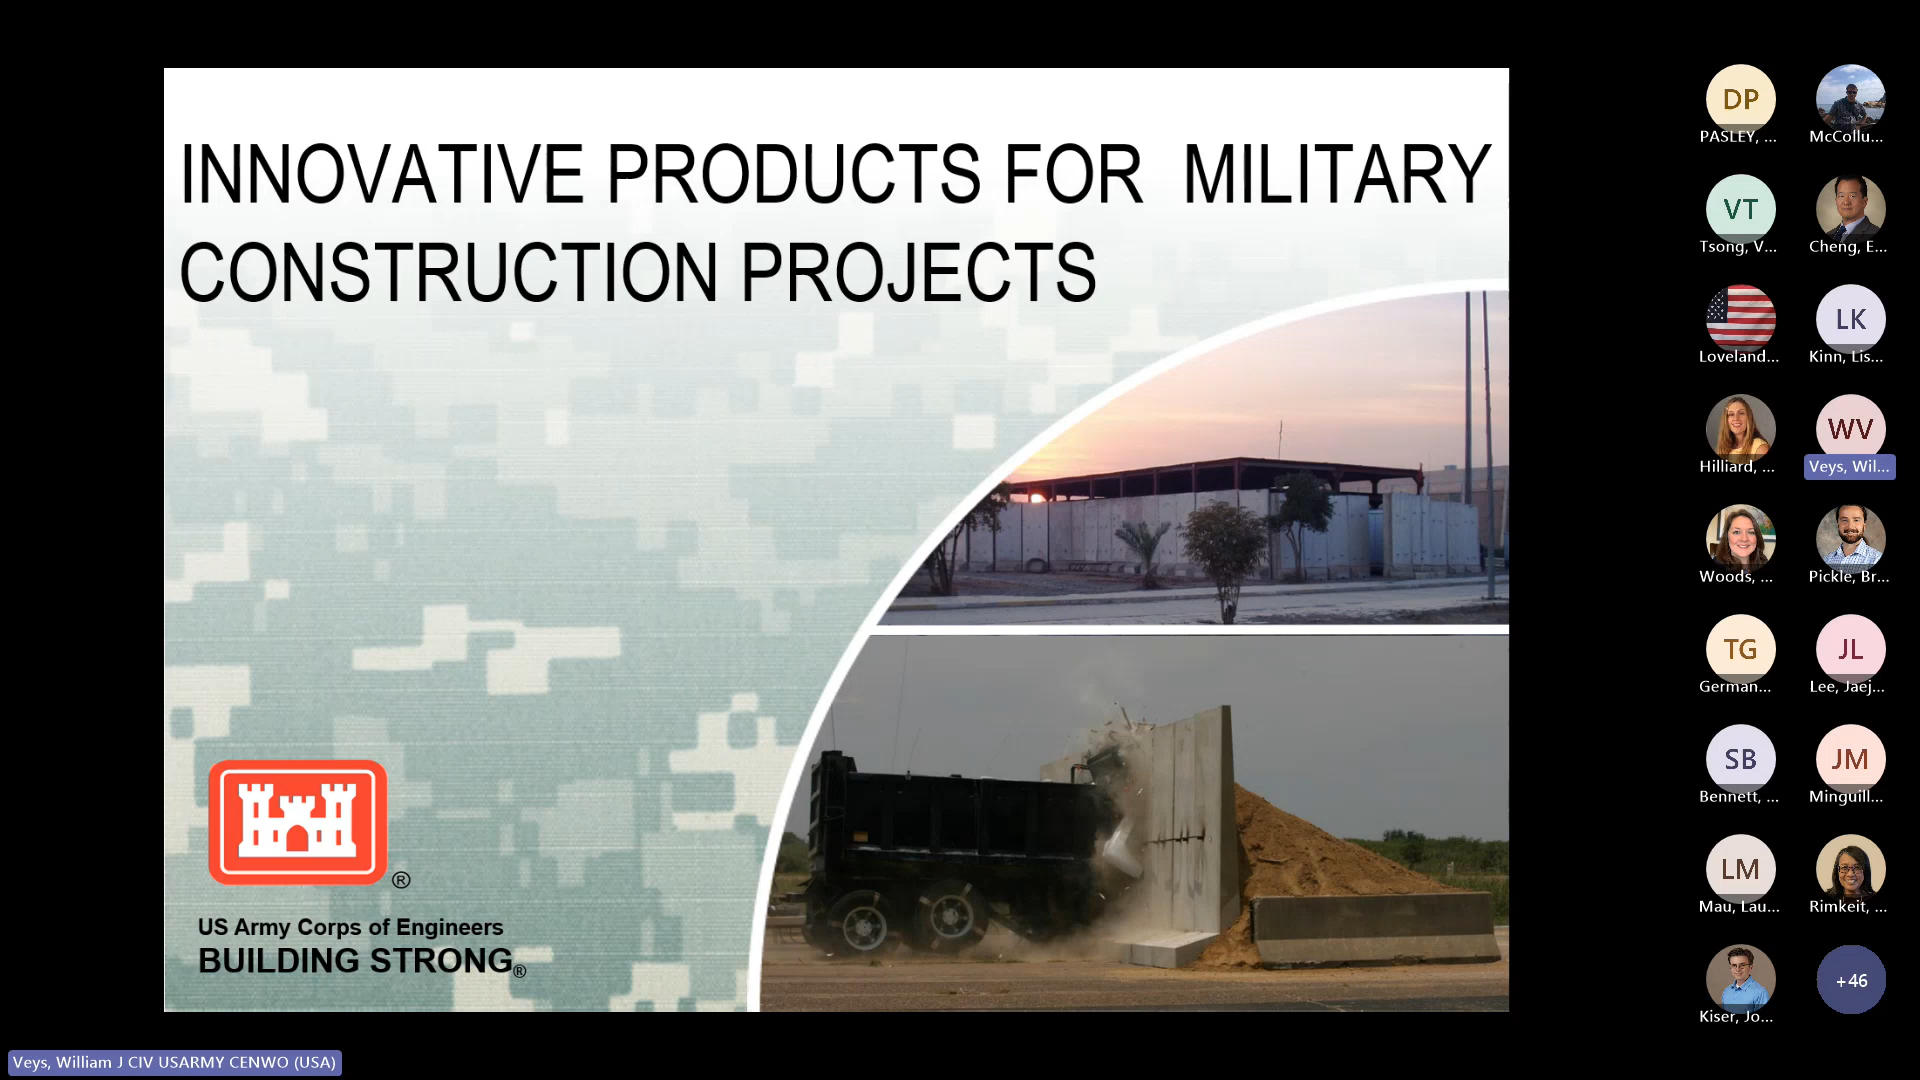 INNOVATIVE PRODUCTS FOR MILITARY
CONSTRUCTION PROJECTS
®
US Army Corps of Engineers
BUILDING STRONG®
DP
PASLEY, ...
McCollu...
VT
Tsong, V...
Cheng, E...
Loveland...
LK
Kinn, Lis...
Hilliard, ...
WV
Veys, Wil...
Woods, ...
Pickle, Br...
TG
German...
JL
Lee, Jaej...
SB
Bennett, ...
JM
Minguill...
LM
Mau, Lau...
Rimkeit, ...
Kiser, Jo...
+46
Veys, William J CIV USARMY CENWO (USA)